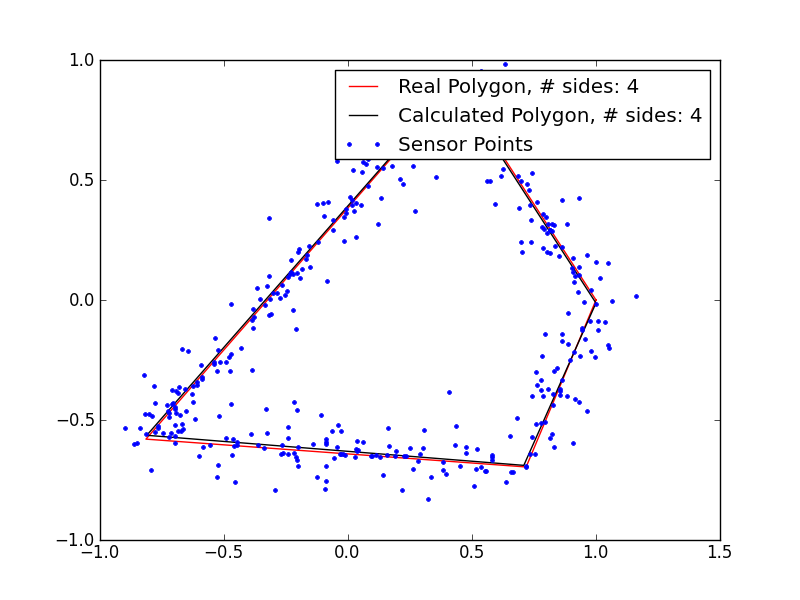 1.0
Real Polygon, # sides: 4
Calculated Polygon, # sides: 4
Sensor Points
0.5
0.0
−0.5
−1.0
−1.0 −0.5 0.0 0.5 1.0 1.5